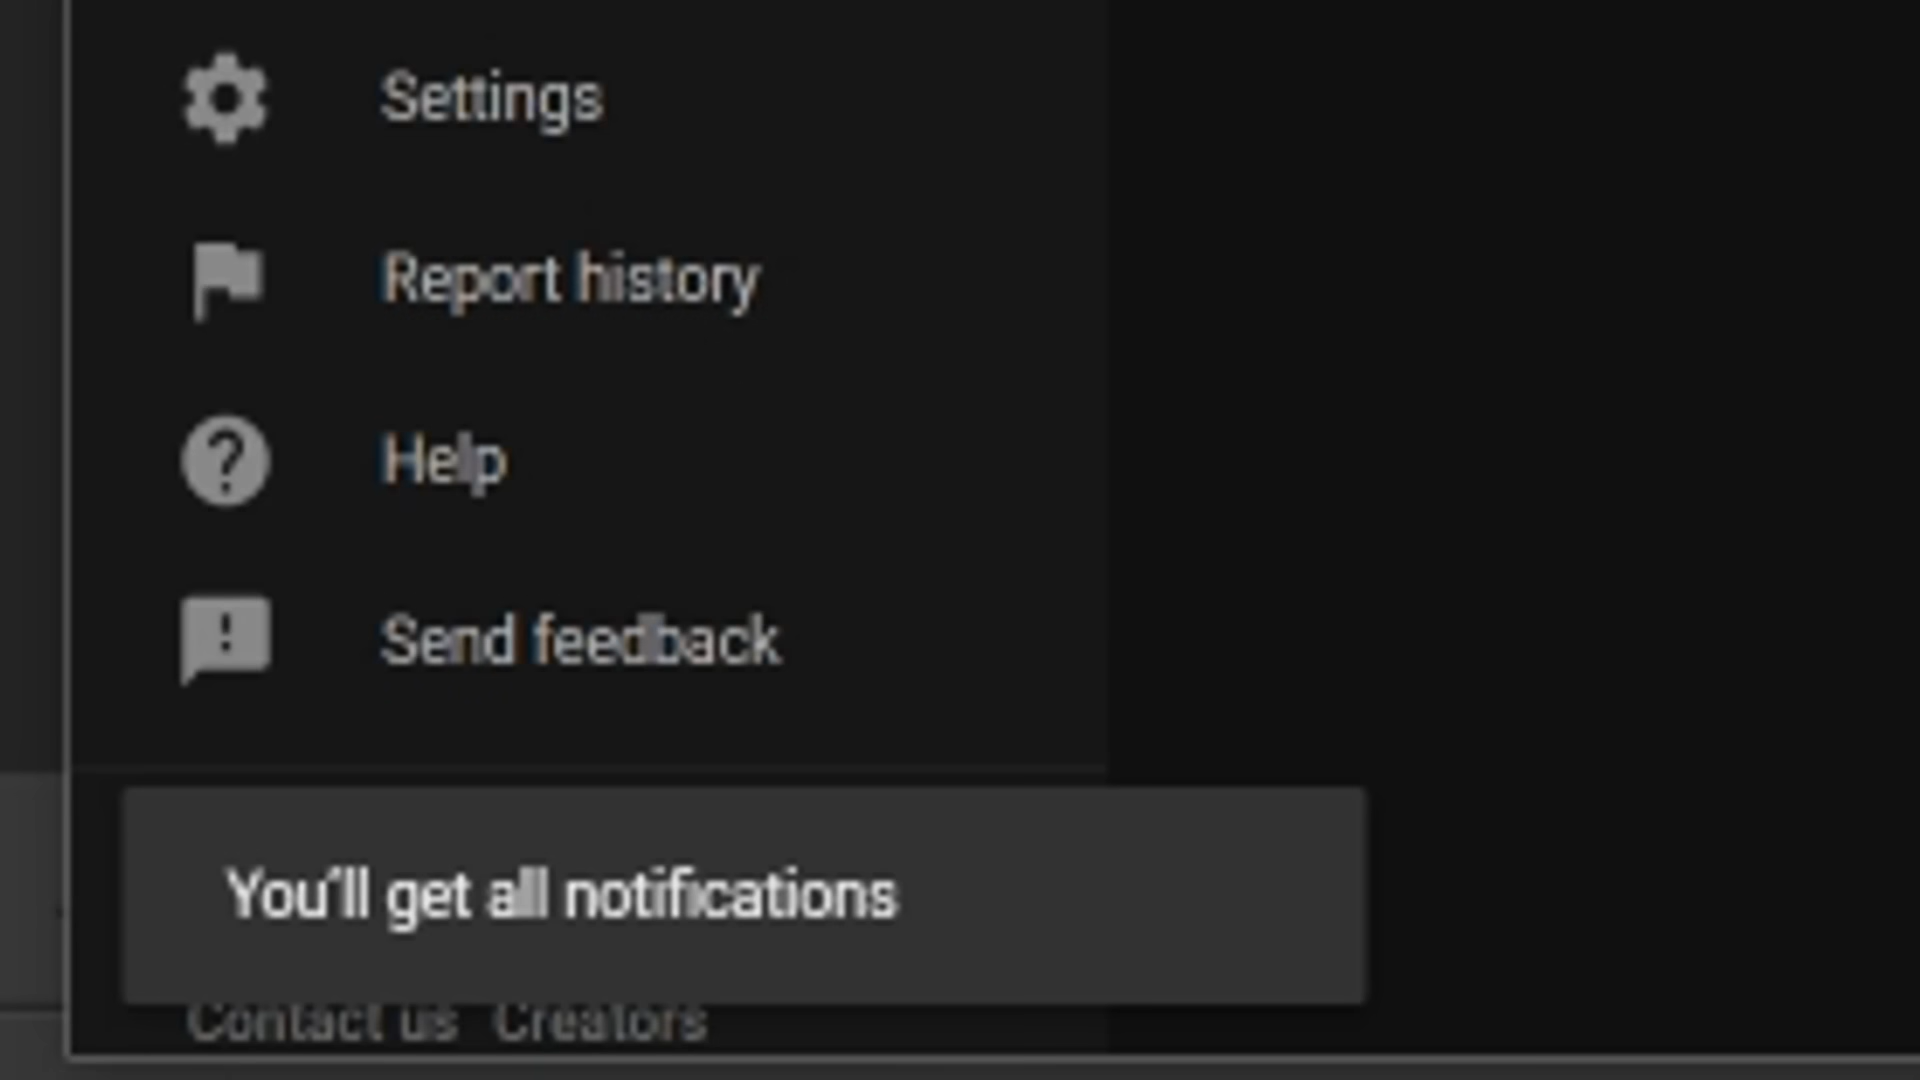 Settings
Report history
Help
Send feedback
You'll get all notifications
Contact us Creators